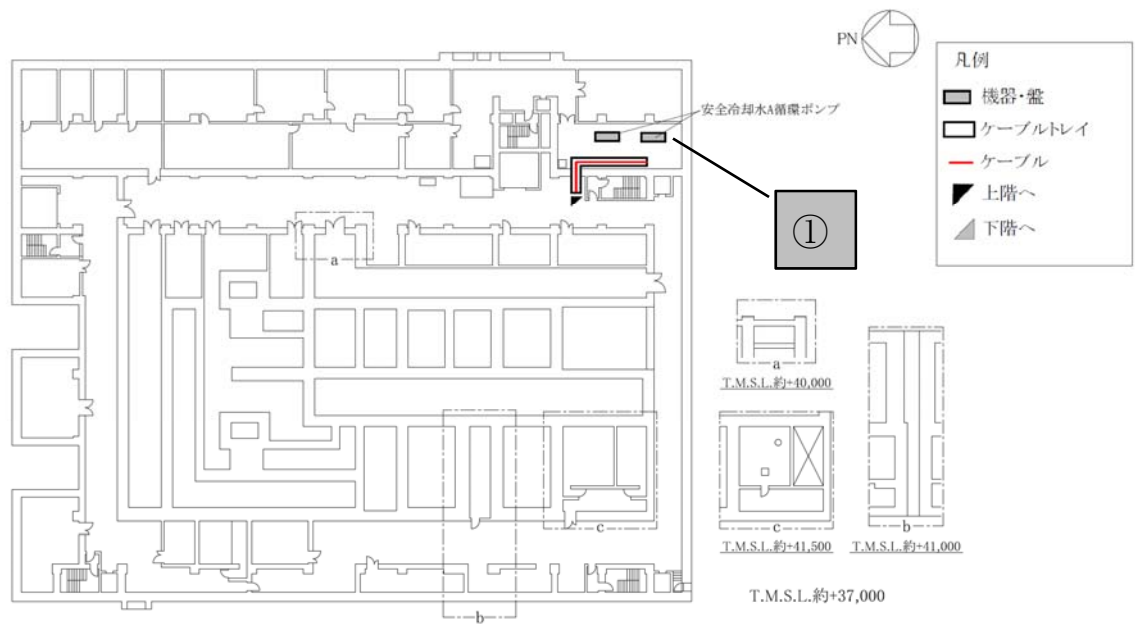 PN
凡例
機器・盤
ケーブルトレイ
ケーブル
上階へ
下階へ
安全冷却水A循環ポンプ
①
a
a
T.M.S.L.約+40,000
c
c
T.M.S.L.約+41,500
b
T.M.S.L.約+41,000
T.M.S.L.約+37,000
b